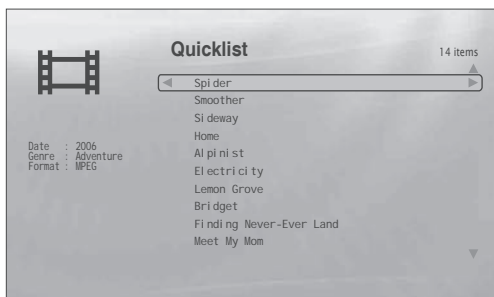 Quicklist
14 items
Spider
Smoother
Sideway
Home
Alpinist
Electricity
Lemon Grove
Bridget
Finding Never-Ever Land
Meet My Mom
Date : 2006
Genre : Adventure
Format : MPEG